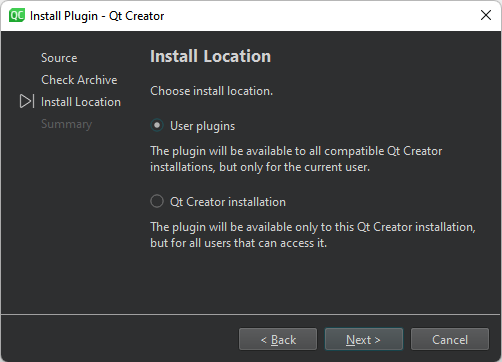 QC Install Plugin - Qt Creator
Source
Check Archive
Install Location
Summary
Install Location
Choose install location.
User plugins
The plugin will be available to all compatible Qt Creator
installations, but only for the current user.
Qt Creator installation
The plugin will be available only to this Qt Creator installation,
but for all users that can access it.
< Back
Next >
Cancel